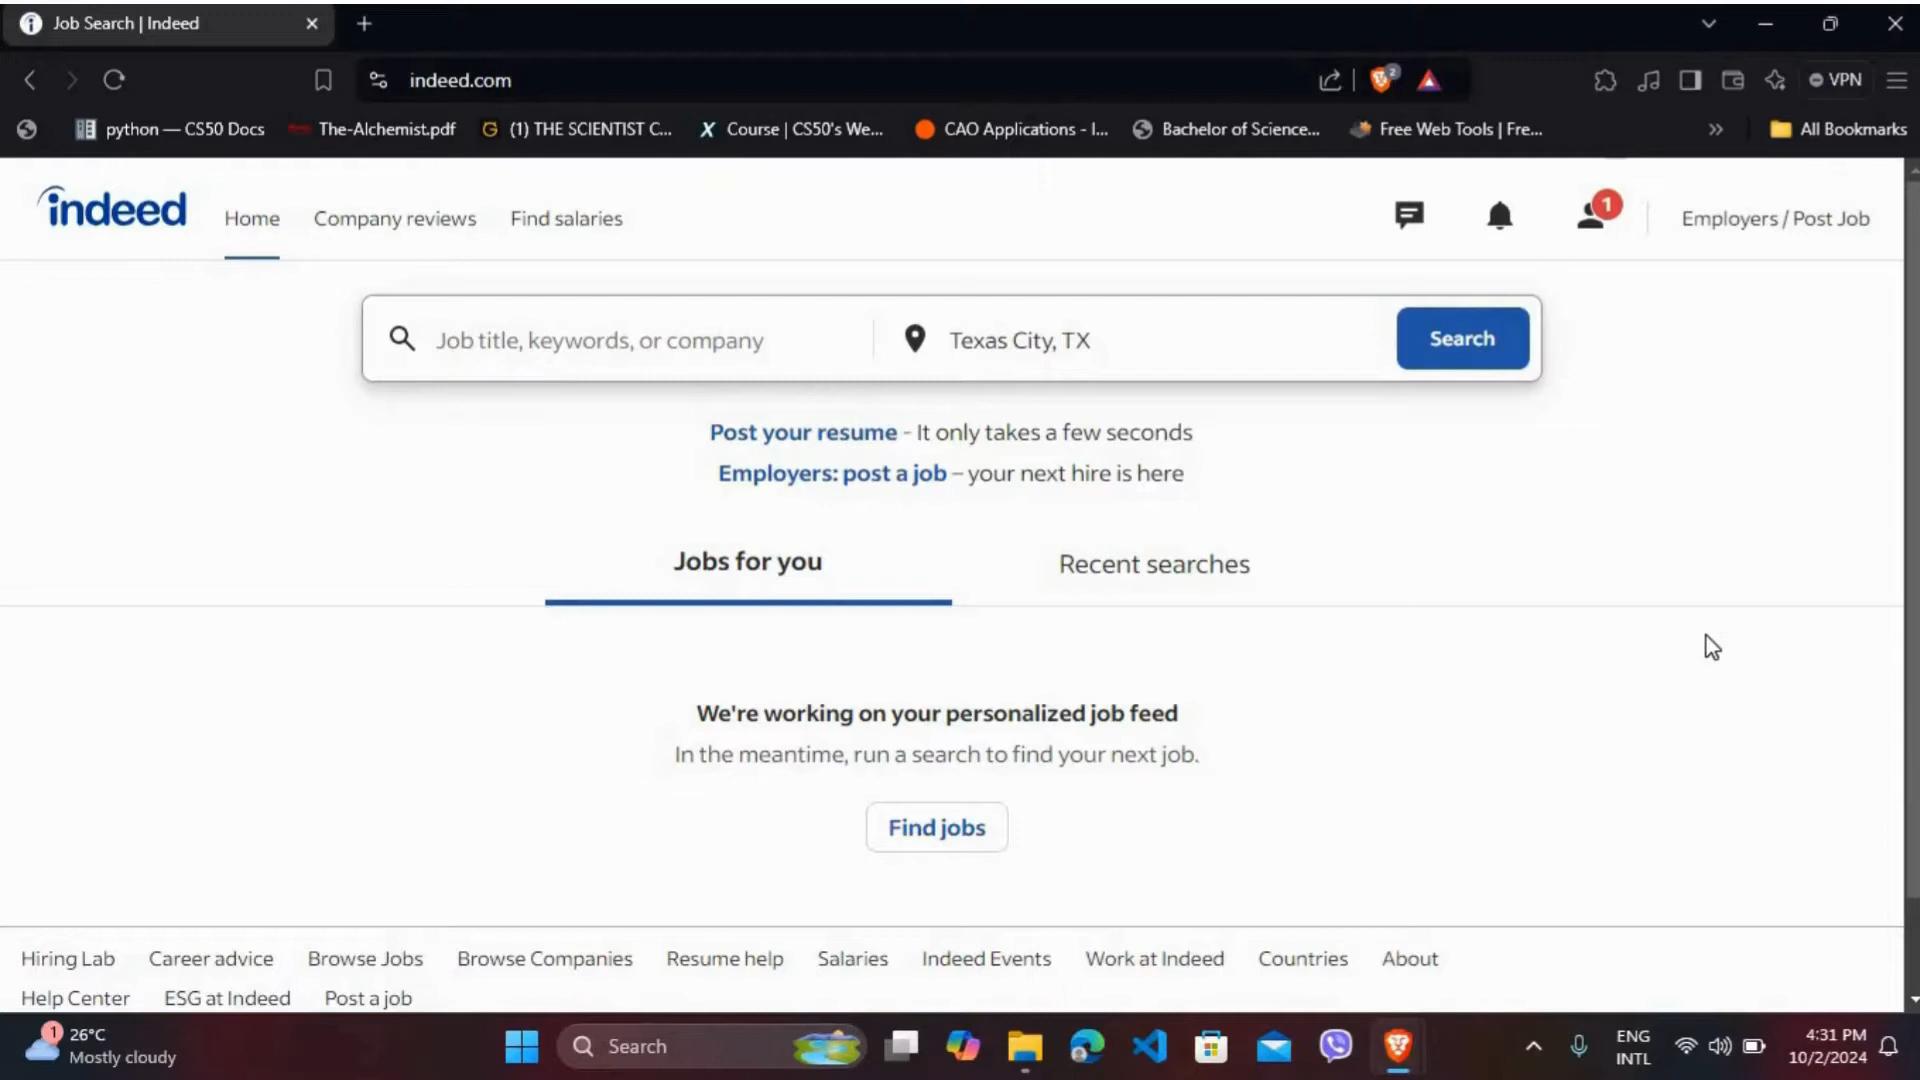 Job Search | Indeed
indeed.com
2
VPN
python — CS50 Docs
The-Alchemist.pdf
(1) THE SCIENTIST C...
Course | CS50's We...
CAO Applications - I...
Bachelor of Science...
Free Web Tools | Fre...
All Bookmarks
indeed
Home
Company reviews
Find salaries
1
Employers / Post Job
Job title, keywords, or company
Texas City, TX
Search
Post your resume - It only takes a few seconds
Employers: post a job – your next hire is here
Jobs for you
Recent searches
We're working on your personalized job feed
In the meantime, run a search to find your next job.
Find jobs
Hiring Lab
Career advice
Browse Jobs
Browse Companies
Resume help
Salaries
Indeed Events
Work at Indeed
Countries
About
Help Center
ESG at Indeed
Post a job
1
26°C
Mostly cloudy
Search
ENG
INTL
4:31 PM
10/2/2024